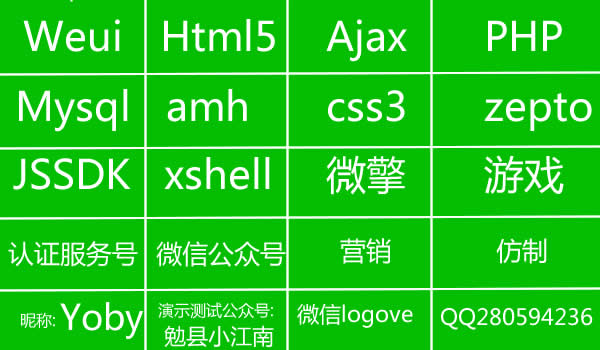 Weui Html5 Ajax PHP
Mysql amh css3 zepto
JSSDK xshell 微擎 游戏
认证服务号 微信公众号 营销 仿制
昵称: Yoby
演示测试公众号:
勉县小江南
微信logove
QQ280594236